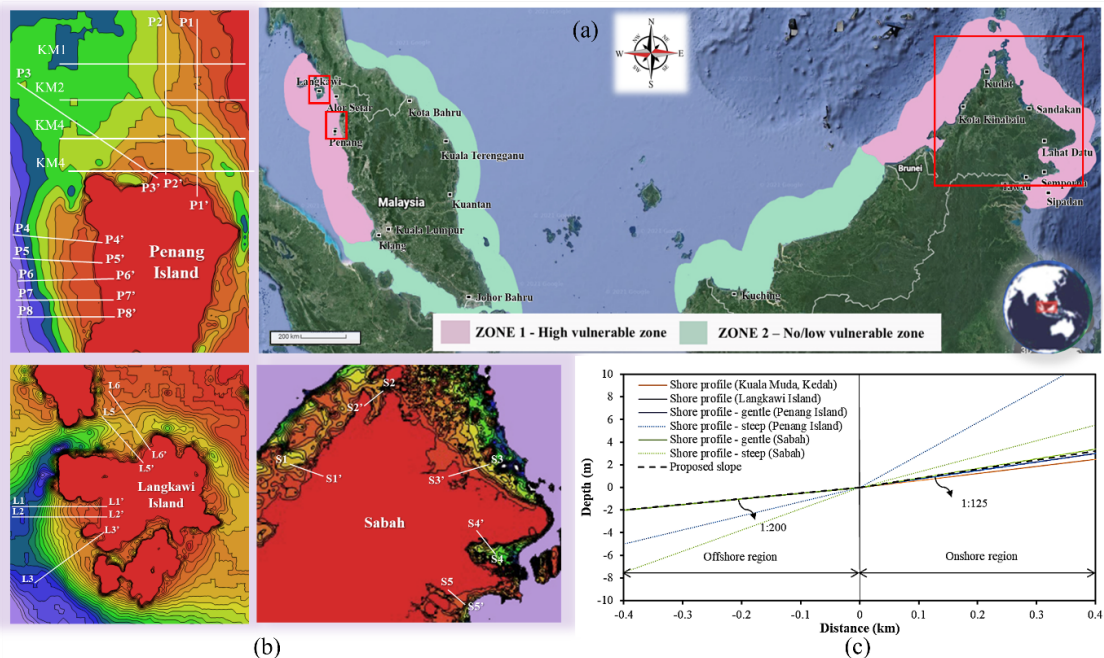 P2
P1
KM1
P3
KM2
KM4
KM4
P3'
P2'
P1'
P4
P4'
P5
P5'
Penang
Island
P6
P6'
P7
P7'
P8
P8'
(a)
N
NW
NE
W
E
SW
SE
S
Langkawi
Alor Setar
Penang
Kota Bahru
Kuala Terengganu
Kuantan
Malaysia
Kuala Lumpur
Klang
Johor Bahru
Kudat
Kota Kinabalu
Sandakan
Lahat Datu
Brunei
Tawau
Semporna
Sipadan
Kuching
200 km
ZONE 1 - High vulnerable zone
ZONE 2 – No/low vulnerable zone
L6
L5
L6'
L5'
Langkawi
Island
L1
L1'
L2
L2'
L3'
L3
S2
S2'
S1
S1'
S3
S3'
Sabah
S4'
S4
S5
S5'
(b)
Shore profile (Kuala Muda, Kedah)
Shore profile (Langkawi Island)
Shore profile - gentle (Penang Island)
Shore profile - steep (Penang Island)
Shore profile - gentle (Sabah)
Shore profile - steep (Sabah)
Proposed slope
Depth (m)
10
8
6
4
2
0
-2
-4
-6
-8
-10
1:200
1:125
Offshore region
Onshore region
-0.4
-0.3
-0.2
-0.1
0
0.1
0.2
0.3
0.4
Distance (km)
(c)